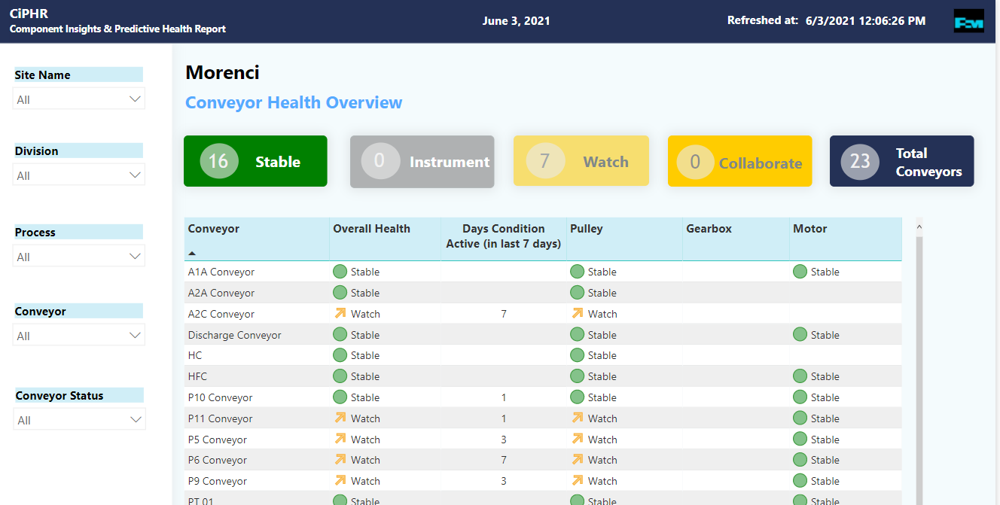 CiPHR
Component Insights & Predictive Health Report
June 3, 2021
Refreshed at: 6/3/2021 12:06:26 PM
FCM
Site Name
All
Division
All
Process
All
Conveyor
All
Conveyor Status
All
Morenci
Conveyor Health Overview
16 Stable
0 Instrument
7 Watch
0 Collaborate
23 Total
Conveyors
Conveyor Overall Health Days Condition Pulley Gearbox Motor
Active (in last 7 days)
A1A Conveyor Stable Stable Stable
A2A Conveyor Stable Stable
A2C Conveyor Watch 7 Watch
Discharge Conveyor Stable Stable Stable
HC Stable Stable
HFC Stable Stable Stable
P10 Conveyor Stable 1 Stable Stable
P11 Conveyor Watch 1 Watch Stable
P5 Conveyor Watch 3 Watch Stable
P6 Conveyor Watch 7 Watch Stable
P9 Conveyor Watch 3 Watch Stable
PT 01 Stable Stable Stable